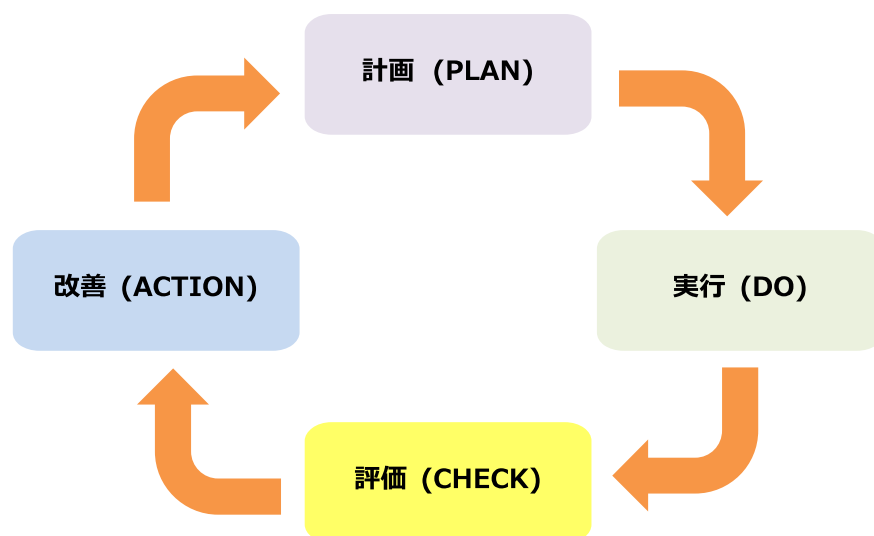 計画 (PLAN)
実行 (DO)
評価 (CHECK)
改善 (ACTION)